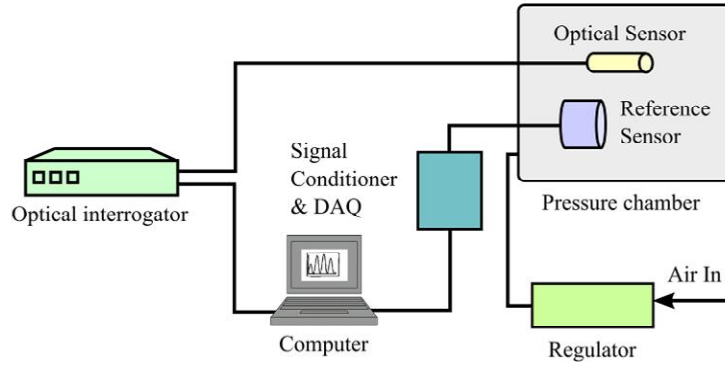 Optical Sensor
Reference
Sensor
Signal
Conditioner
& DAQ
Optical interrogator
Pressure chamber
Air In
Computer
Regulator